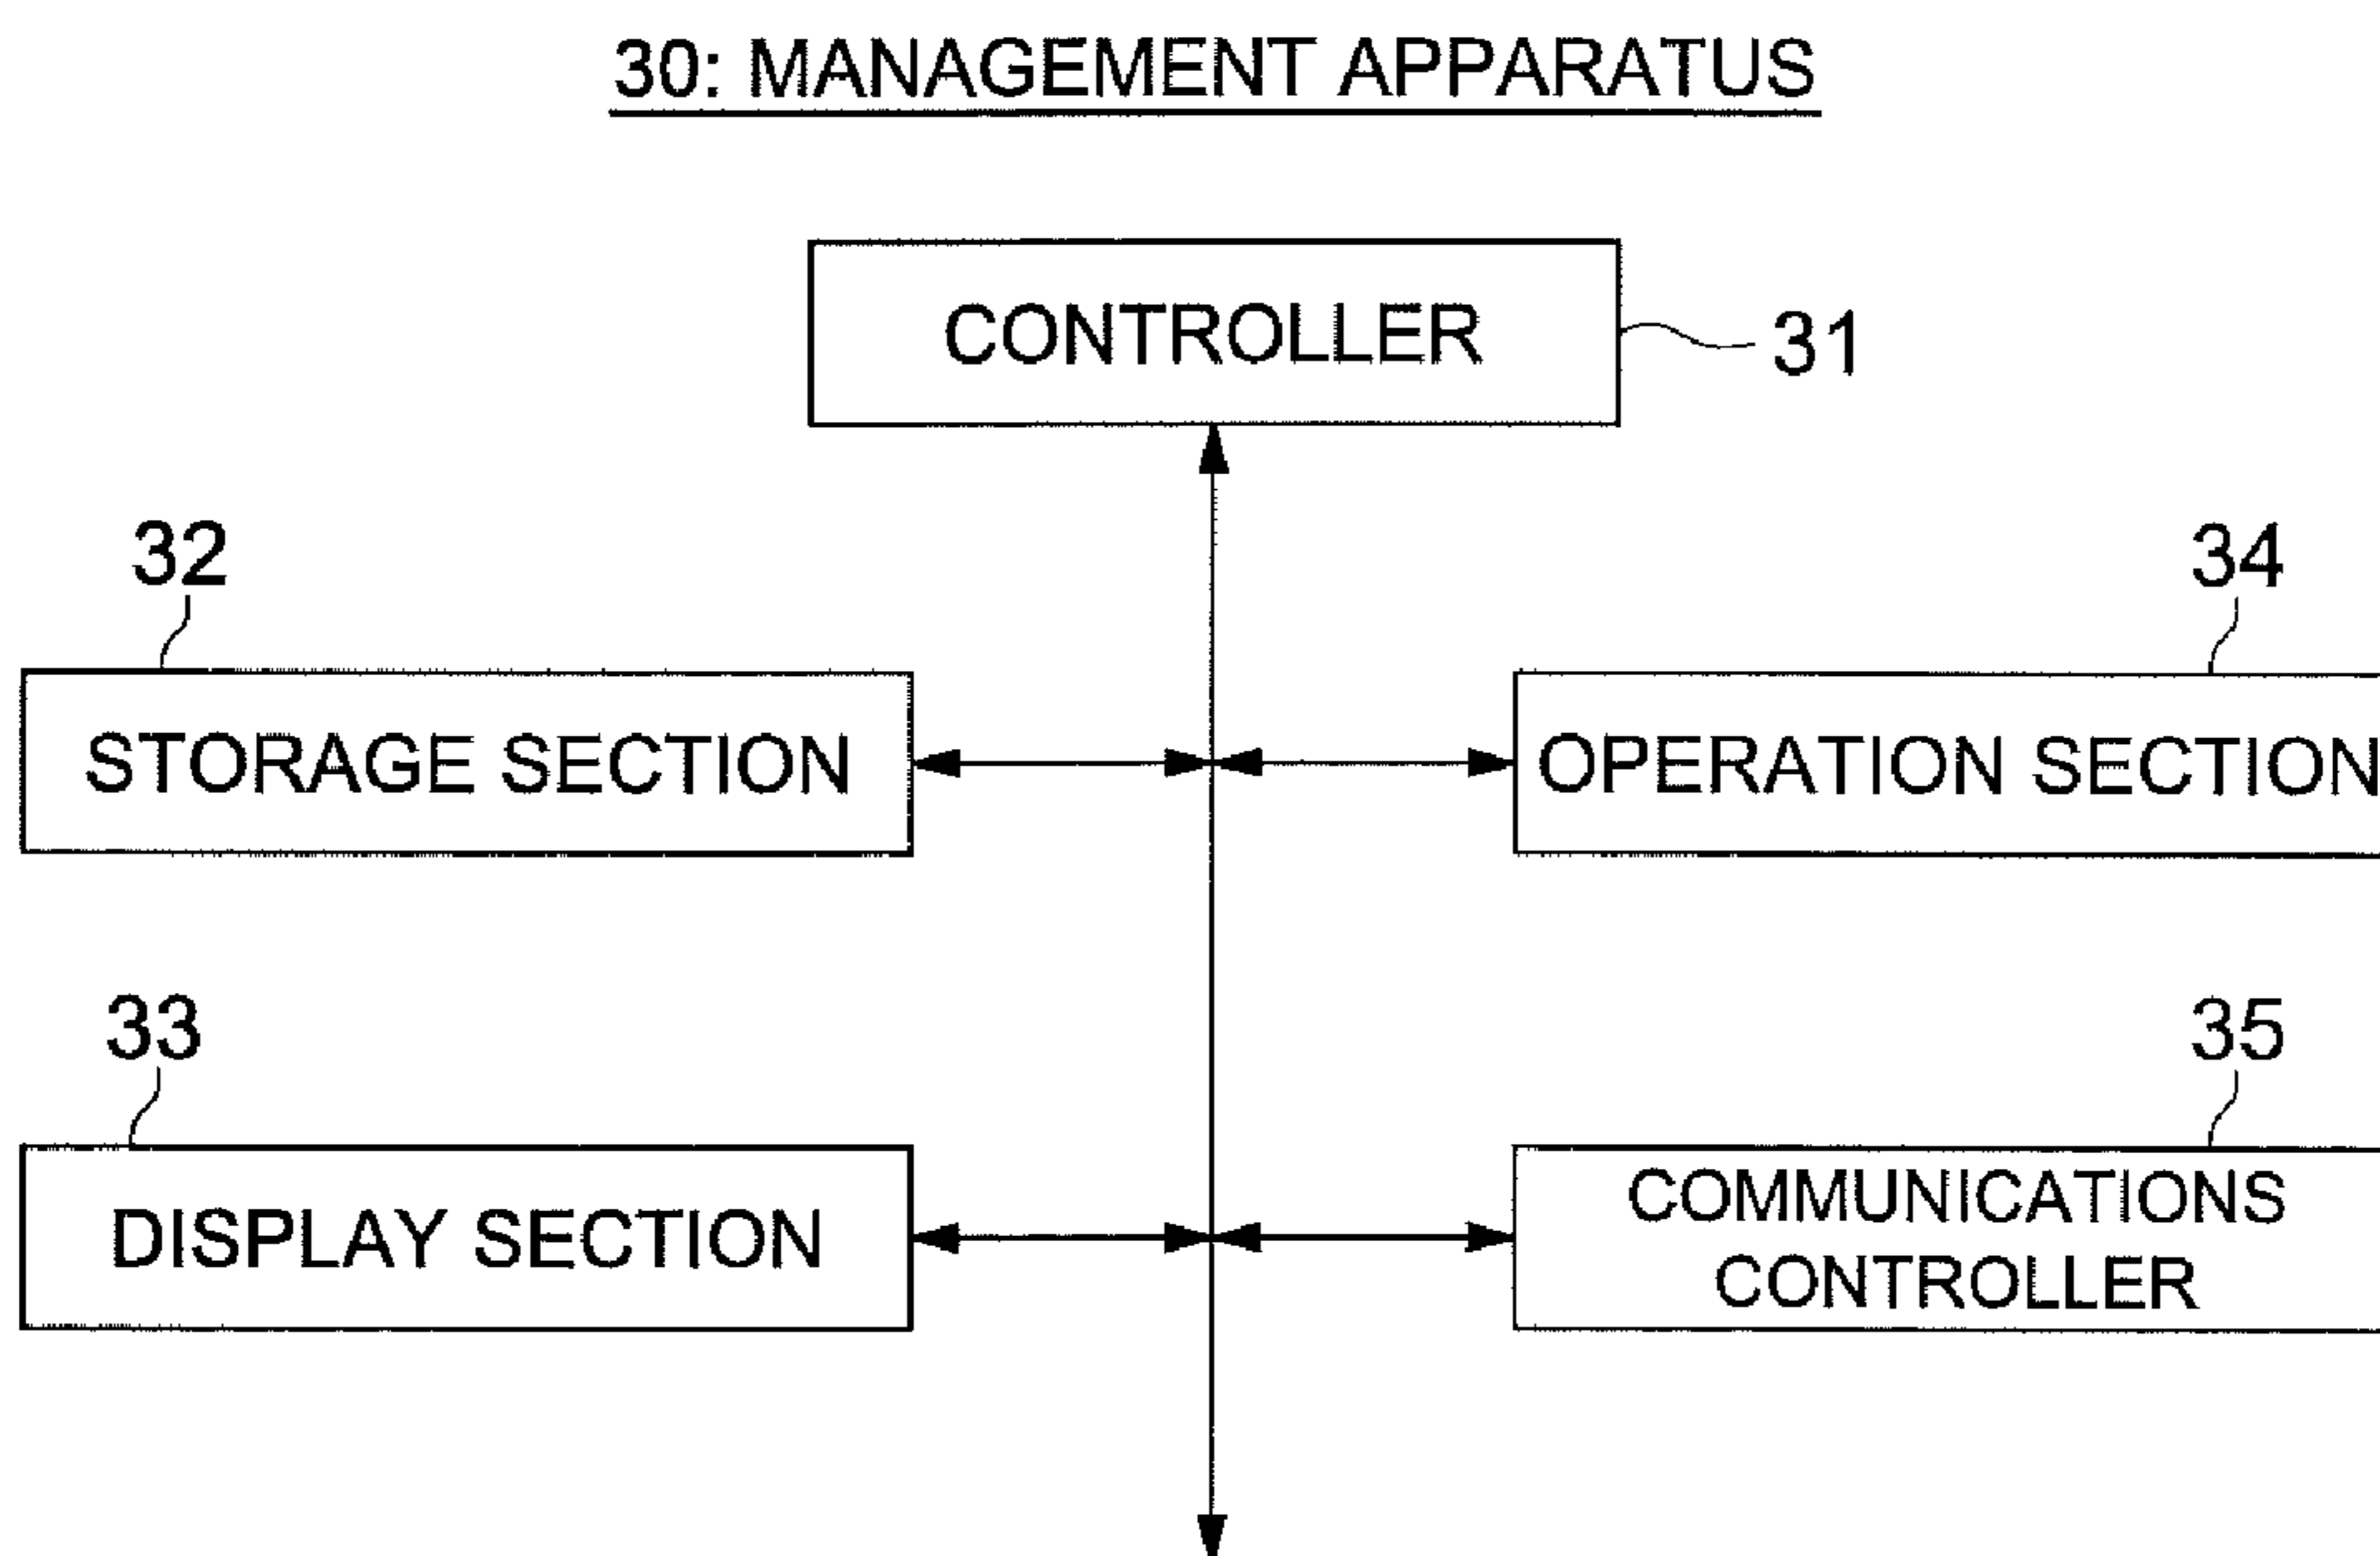 30: MANAGEMENT APPARATUS
CONTROLLER
31
32
34
STORAGE SECTION
OPERATION SECTION
33
35
DISPLAY SECTION
COMMUNICATIONS
CONTROLLER